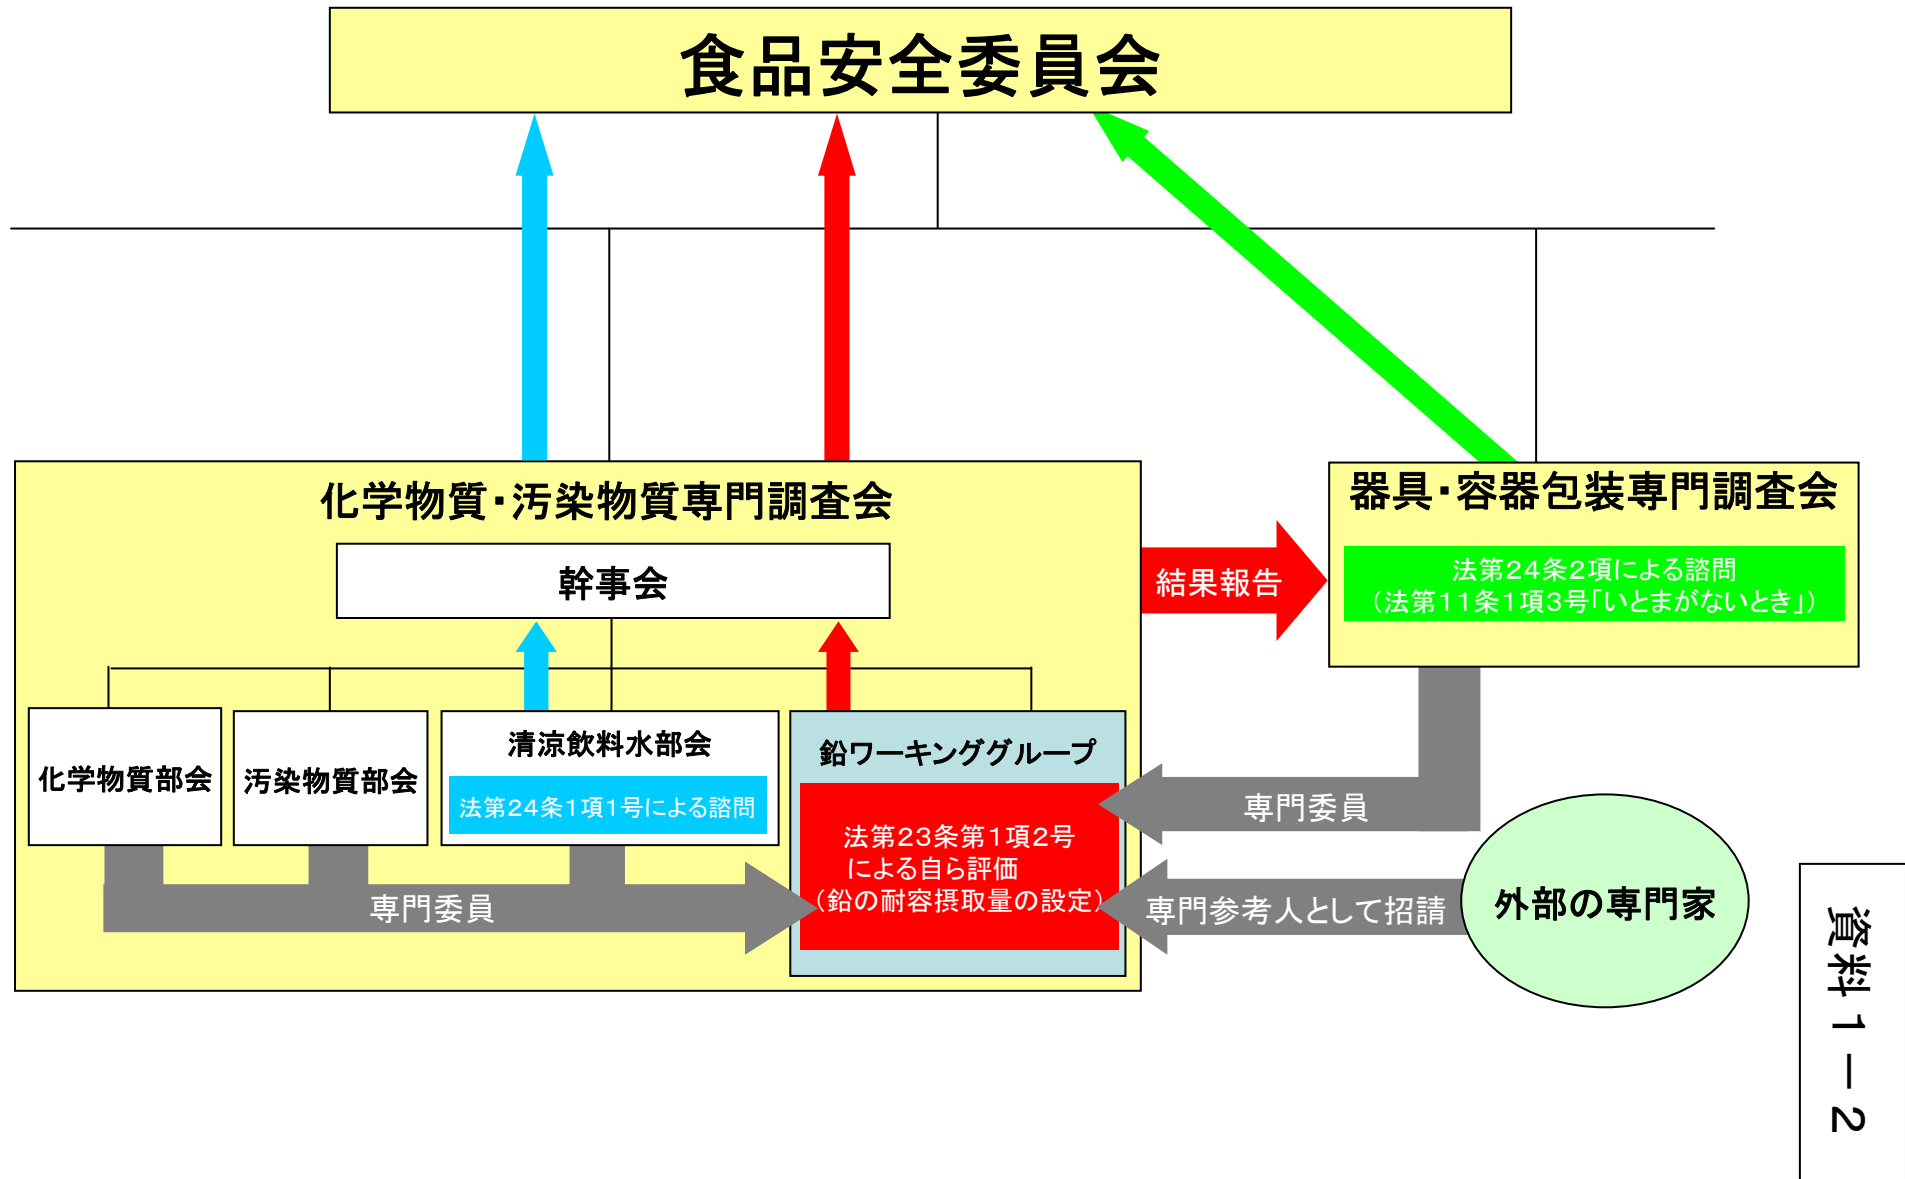 食品安全委員会
化学物質・汚染物質専門調査会
幹事会
結果報告
器具・容器包装専門調査会
法第24条2項による諮問
（法第11条1項3号「いとまがないとき」）
化学物質部会
汚染物質部会
清涼飲料水部会
法第24条1項1号による諮問
鉛ワーキンググループ
法第23条第1項2号
による自ら評価
（鉛の耐容摂取量の設定）
専門委員
専門委員
専門参考人として招請
外部の専門家
資料1－2